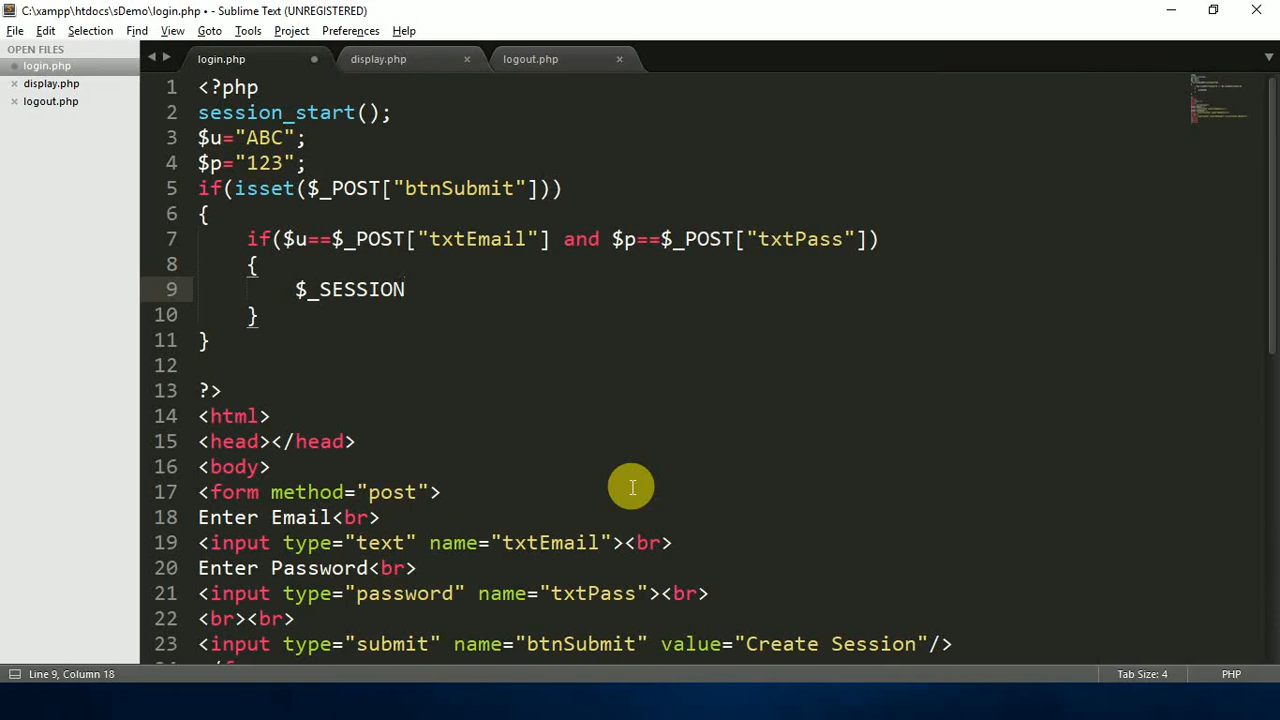 C:\xampp\htdocs\sDemo\login.php • - Sublime Text (UNREGISTERED)
File Edit Selection Find View Goto Tools Project Preferences Help
OPEN FILES
login.php
display.php
logout.php
login.php display.php logout.php
1 <?php
2 session_start();
3 $u="ABC";
4 $p="123";
5 if(isset($_POST["btnSubmit"]))
6 {
7 if($u==$_POST["txtEmail"] and $p==$_POST["txtPass"])
8 {
9 $_SESSION
10 }
11 }
12
13 ?>
14 <html>
15 <head></head>
16 <body>
17 <form method="post">
18 Enter Email<br>
19 <input type="text" name="txtEmail"><br>
20 Enter Password<br>
21 <input type="password" name="txtPass"><br>
22 <br><br>
23 <input type="submit" name="btnSubmit" value="Create Session"/>
Line 9, Column 18 Tab Size: 4 PHP